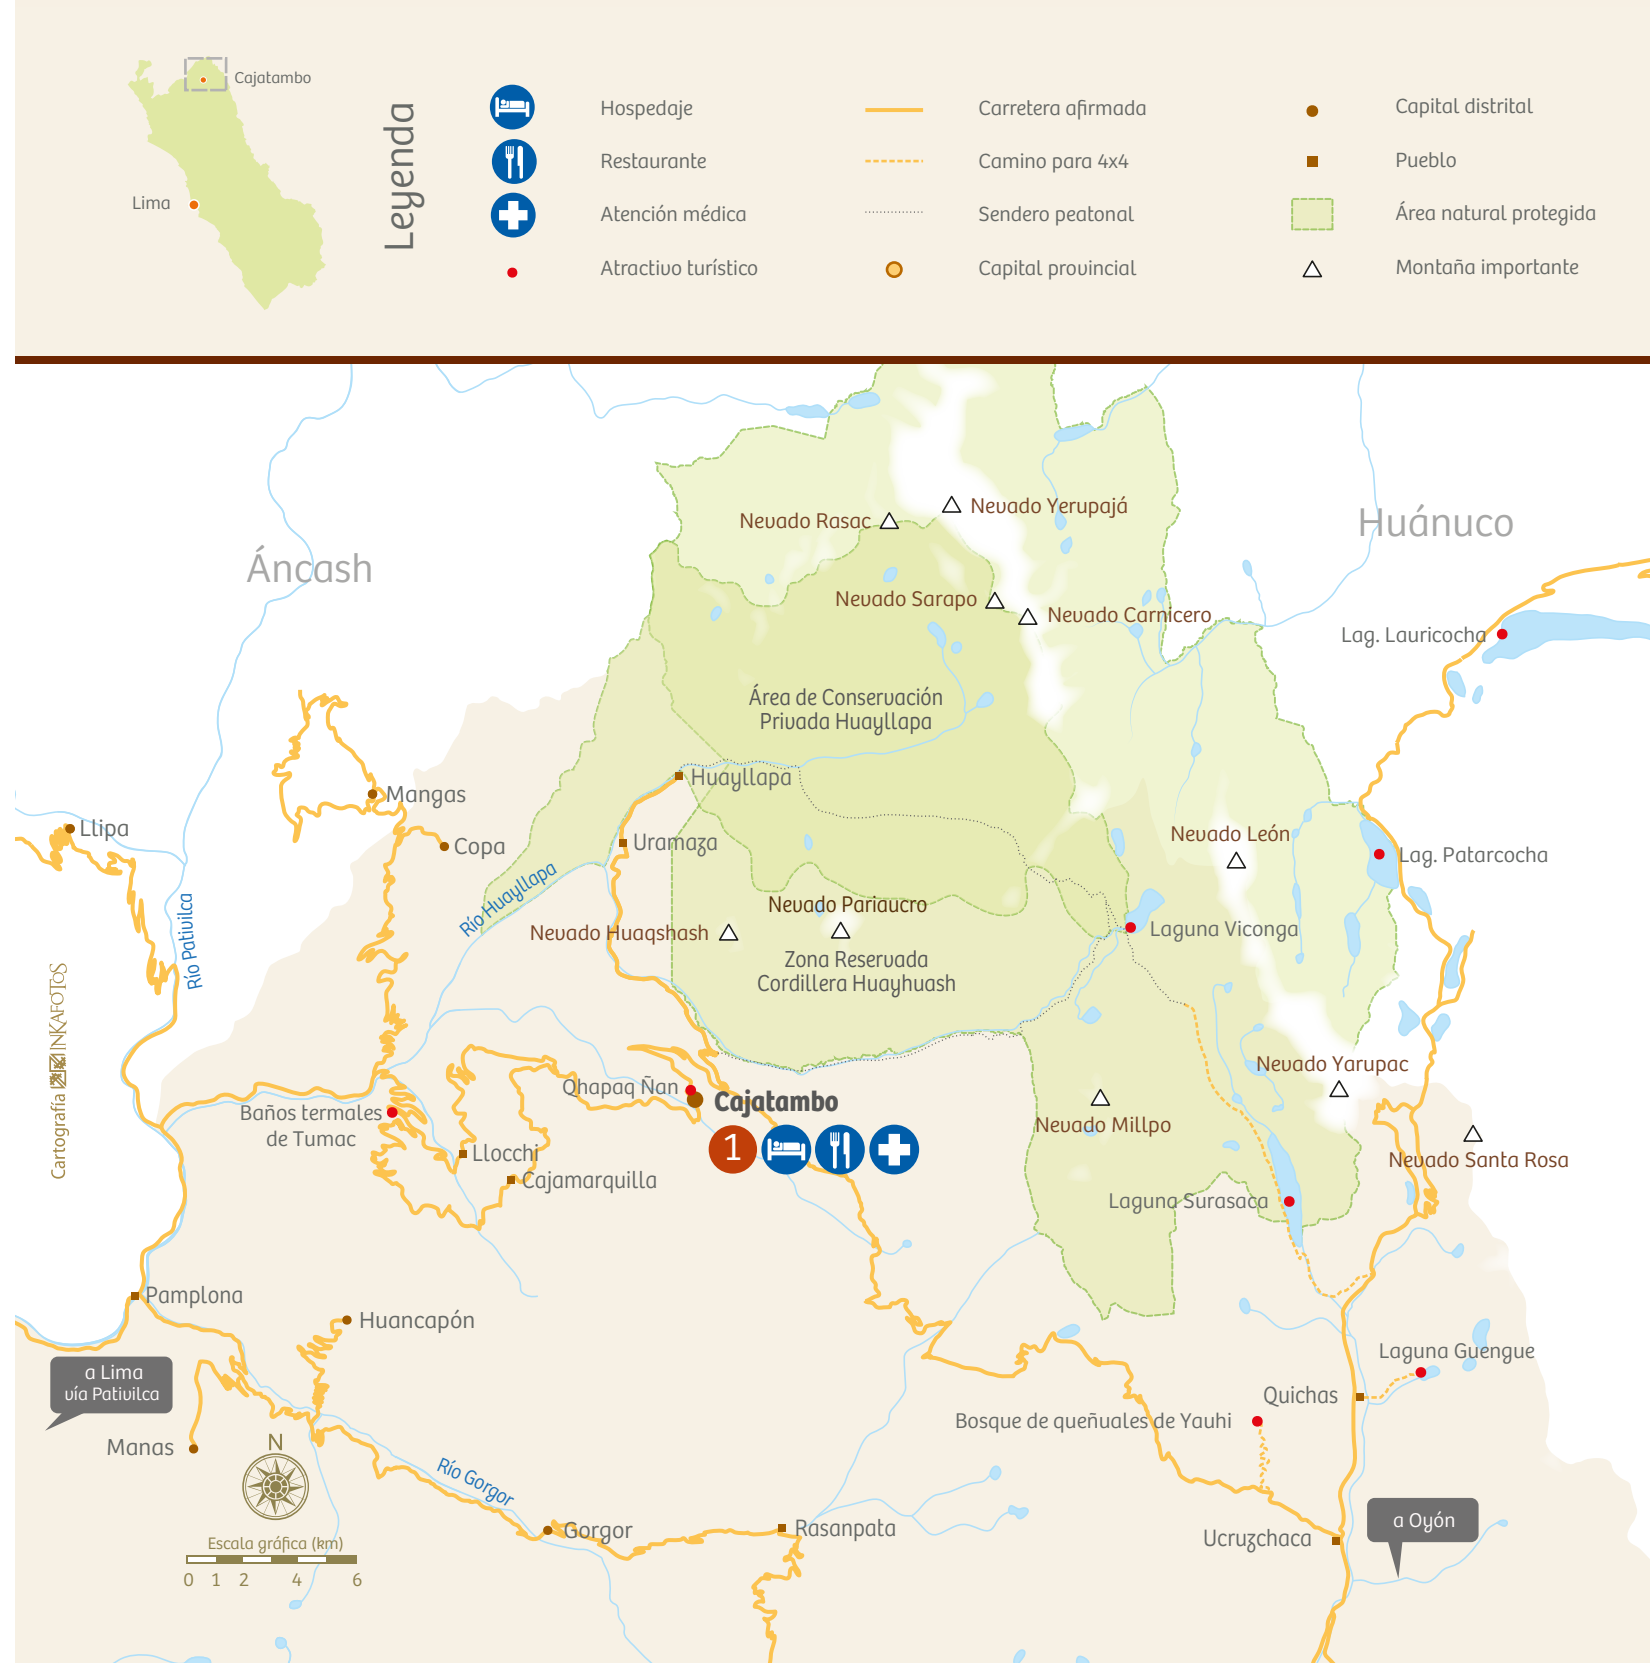 Cajatambo
Lima
Leyenda
Hospedaje
Restaurante
Atención médica
Atractivo turístico
Carretera afirmada
Camino para 4x4
Sendero peatonal
Capital provincial
Capital distrital
Pueblo
Área natural protegida
Montaña importante
Áncash
Huánuco
Nevado Rasac
Nevado Yerupajá
Nevado Sarapo
Nevado Carnicero
Lag. Lauricocha
Área de Conservación
Privada Huayllapa
Huayllapa
Mangas
Llipa
Copa
Uramaza
Nevado León
Lag. Patarcocha
Río Huayllapa
Río Pativilca
Nevado Pariaucro
Nevado Huaqshash
Laguna Viconga
Zona Reservada
Cordillera Huayhuash
Cartografía INKAFOTOS
Nevado Yarupac
Qhapaq Ñan
Cajatambo
1
Baños termales
de Tumac
Nevado Millpo
Llocchi
Nevado Santa Rosa
Cajamarquilla
Laguna Surasaca
Pamplona
Huancapón
Laguna Guengue
a Lima
vía Pativilca
Quichas
Bosque de queñuales de Yauhi
Manas
N
Río Gorgor
Gorgor
Rasanpata
a Oyón
Ucruzchaca
Escala gráfica (km)
0 1 2 4 6